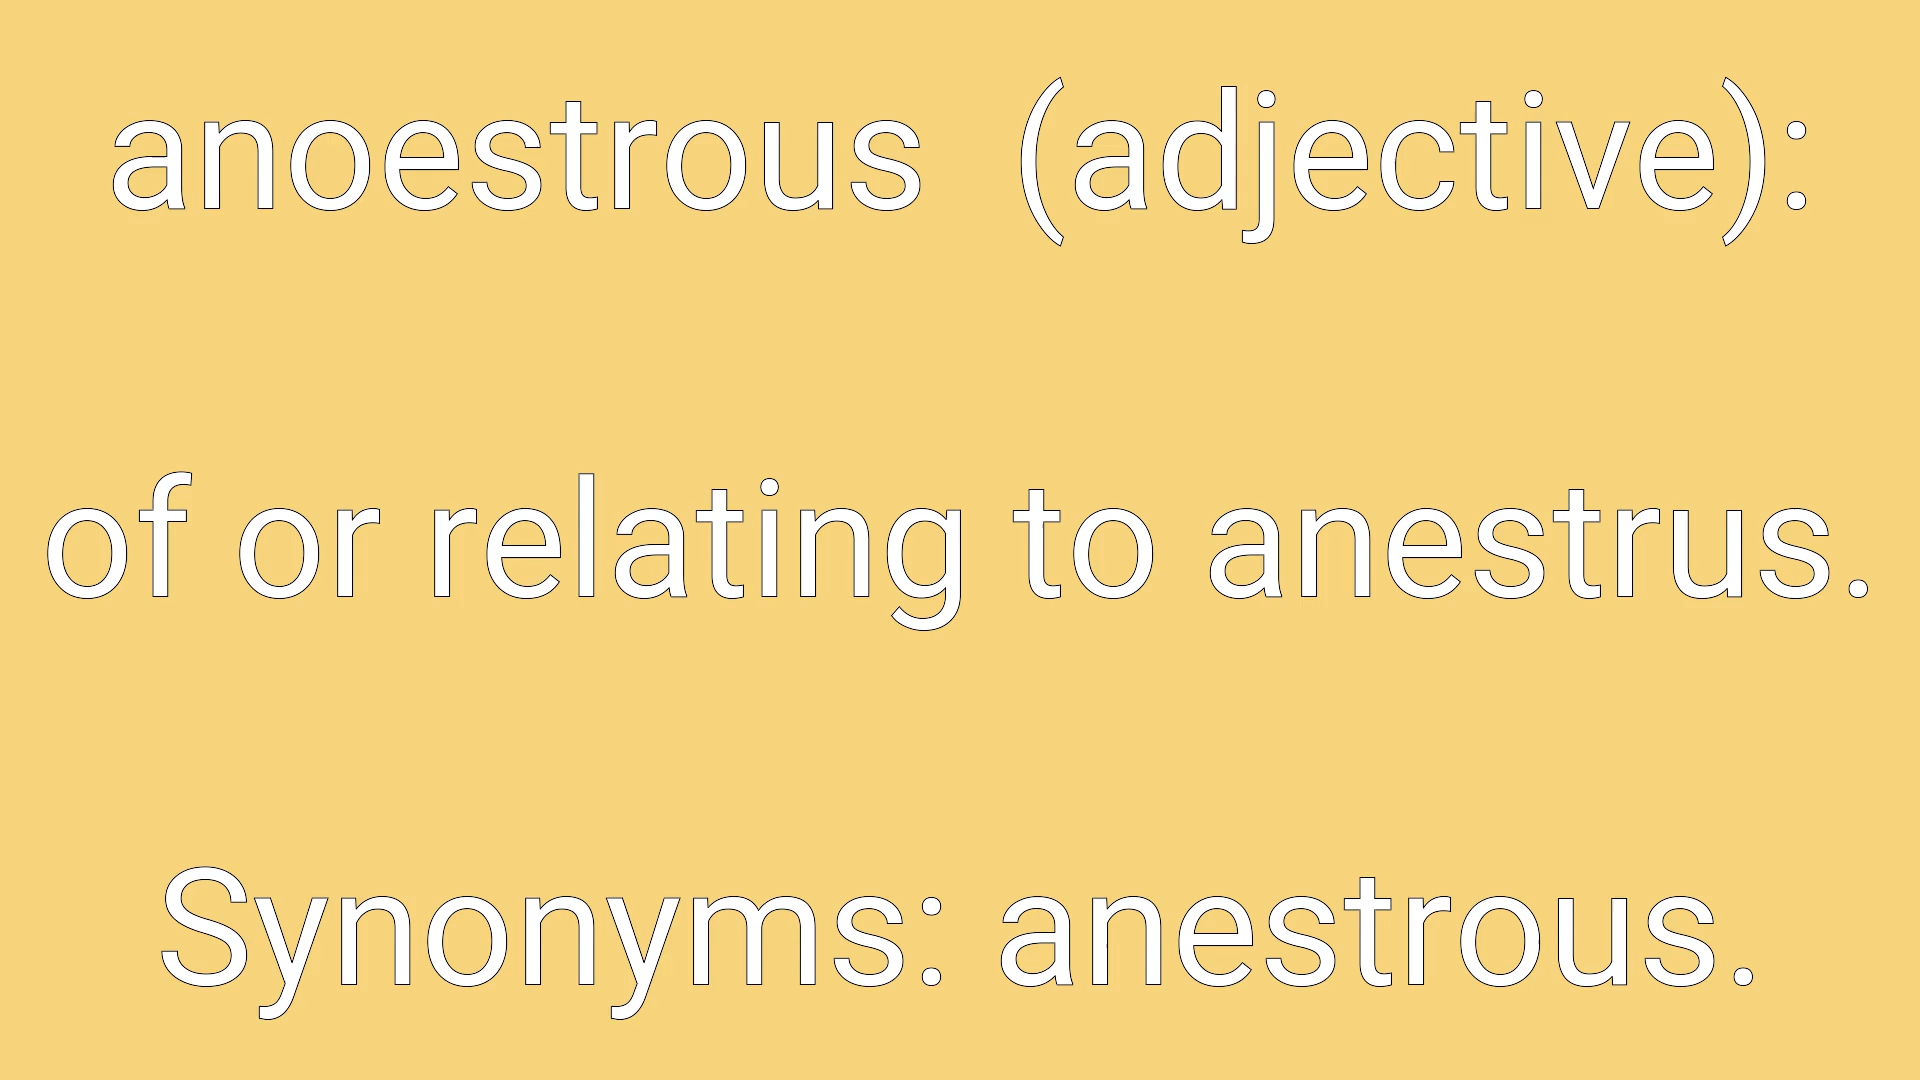 anoestrous  (adjective):
of or relating to anestrus.
Synonyms: anestrous.